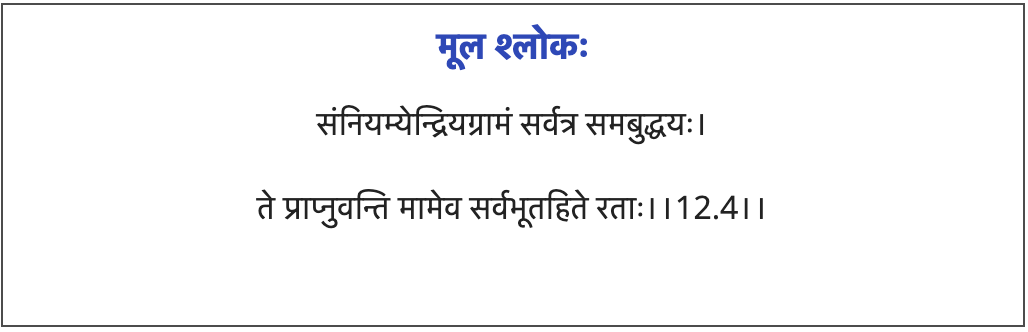 मूल श्लोकः
संनियम्येन्द्रियग्रामं सर्वत्र समबुद्धयः।
ते प्राप्नुवन्ति मामेव सर्वभूतहिते रताः।।12.4।।